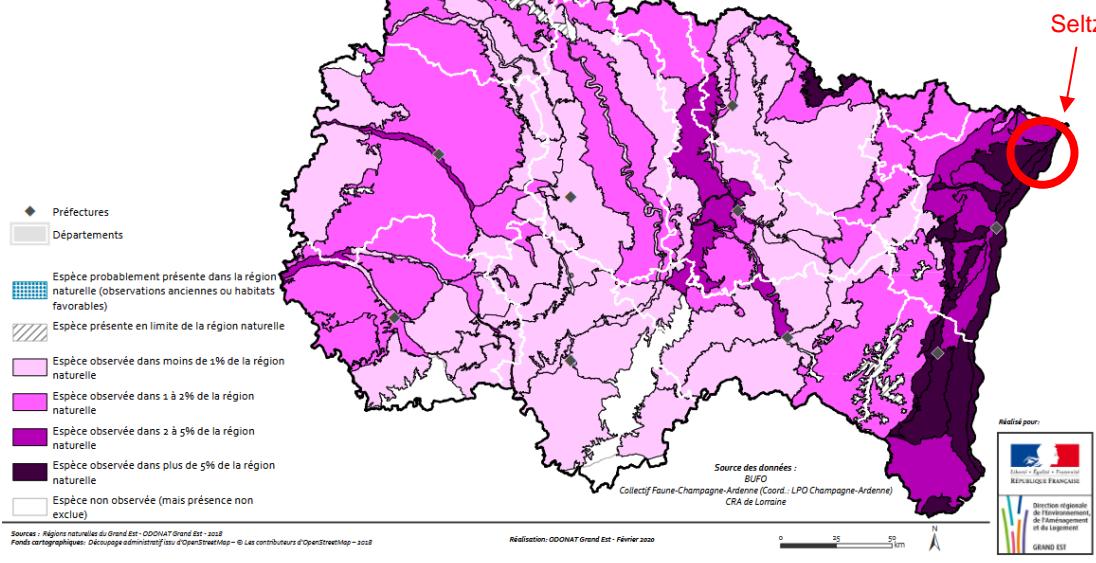 Seltz
Préfectures
Départements
Espèce probablement présente dans la région
naturelle (observations anciennes ou habitats
favorables)
Espèce présente en limite de la région naturelle
Espèce observée dans moins de 1% de la région
naturelle
Espèce observée dans 1 à 2% de la région
naturelle
Espèce observée dans 2 à 5% de la région
naturelle
Espèce observée dans plus de 5% de la région
naturelle
Espèce non observée (mais présence non
exclue)
Source des données :
BUFO
Collectif Faune-Champagne-Ardenne (Coord.: LPO Champagne-Ardenne)
CRA de Lorraine
Réalisé pour:
Liberté • Égalité • Fraternité
RÉPUBLIQUE FRANÇAISE
Direction régionale
de l'Environnement,
de l'Aménagement
et du Logement
GRAND EST
Sources : Régions naturelles du Grand Est - ODONAT Grand Est - 2018
Fonds cartographiques: Découpage administratif issu d'OpenStreetMap – © Les contributeurs d'OpenStreetMap – 2018
Réalisation: ODONAT Grand Est - Février 2020
0 25 50 km
N